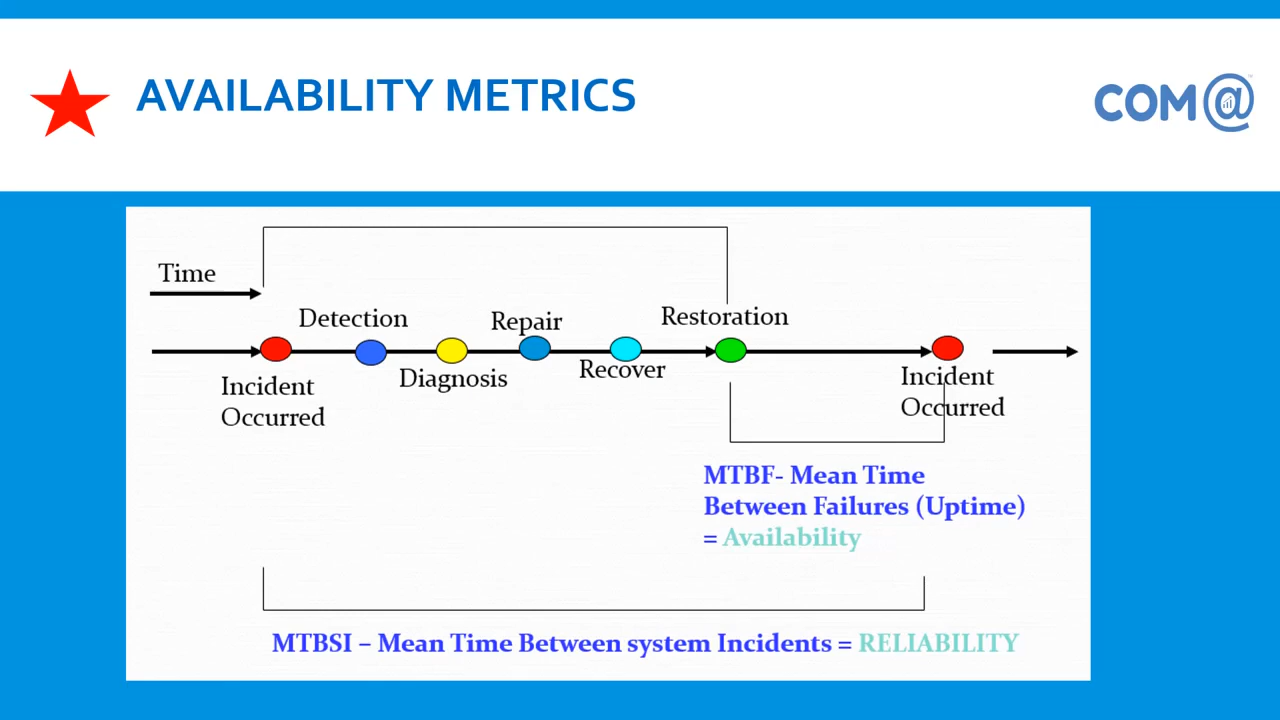 AVAILABILITY METRICS
COM@
Time
Detection
Repair
Restoration
Diagnosis
Recover
Incident
Occurred
Incident
Occurred
MTBF- Mean Time
Between Failures (Uptime)
= Availability
MTBSI – Mean Time Between system Incidents = RELIABILITY